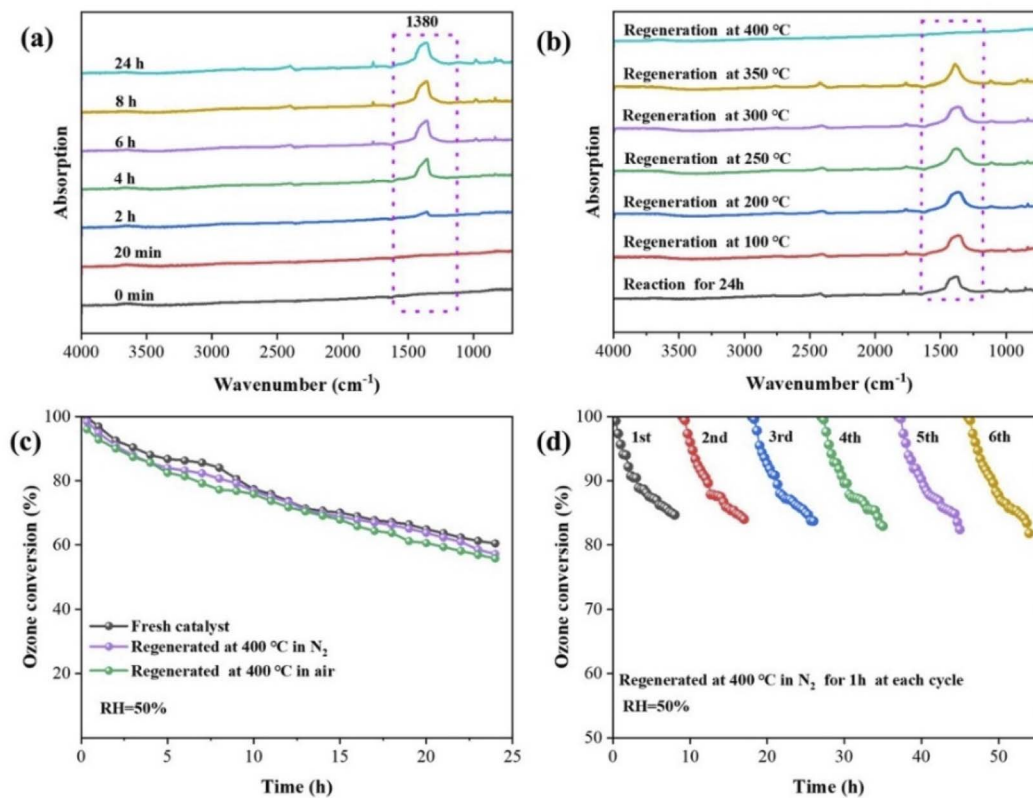 (a)
1380
24 h
8 h
6 h
4 h
2 h
20 min
0 min
Absorption
4000 3500 3000 2500 2000 1500 1000
Wavenumber (cm⁻¹)
(b)
Regeneration at 400 °C
Regeneration at 350 °C
Regeneration at 300 °C
Regeneration at 250 °C
Regeneration at 200 °C
Regeneration at 100 °C
Reaction for 24h
Absorption
4000 3500 3000 2500 2000 1500 1000
Wavenumber (cm⁻¹)
(c)
100
80
60
40
20
Ozone conversion (%)
Fresh catalyst
Regenerated at 400 °C in N₂
Regenerated at 400 °C in air
RH=50%
0 5 10 15 20 25
Time (h)
(d)
1st 2nd 3rd 4th 5th 6th
100
90
80
70
60
50
Ozone conversion (%)
Regenerated at 400 °C in N₂ for 1h at each cycle
RH=50%
0 10 20 30 40 50
Time (h)